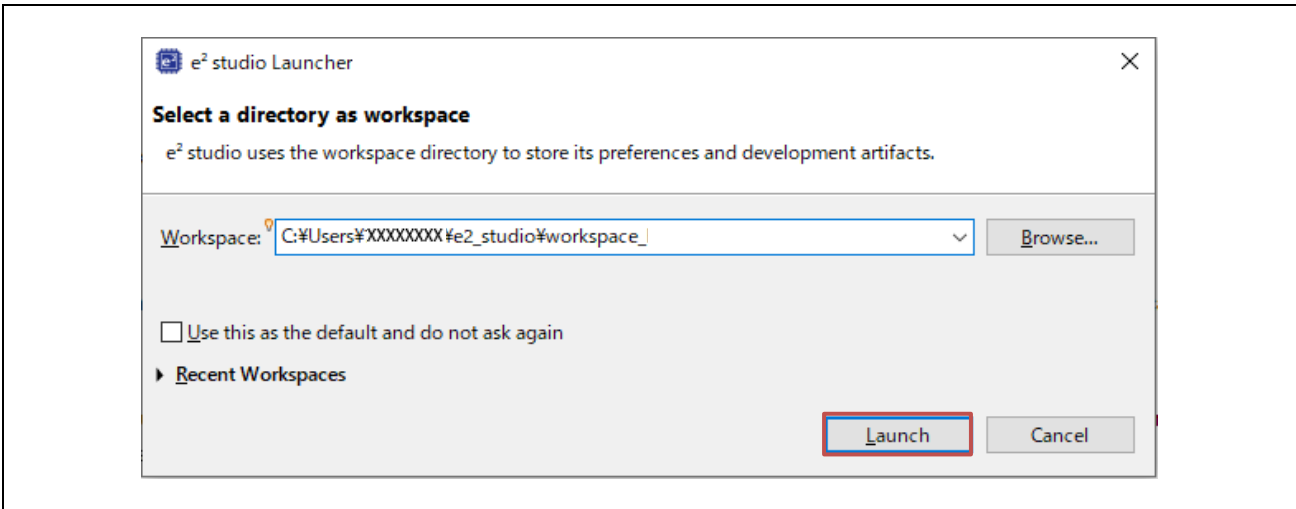 e² studio Launcher
Select a directory as workspace
e² studio uses the workspace directory to store its preferences and development artifacts.
Workspace: C:¥Users¥XXXXXXXX¥e2_studio¥workspace_ Browse...
Use this as the default and do not ask again
Recent Workspaces
Launch Cancel